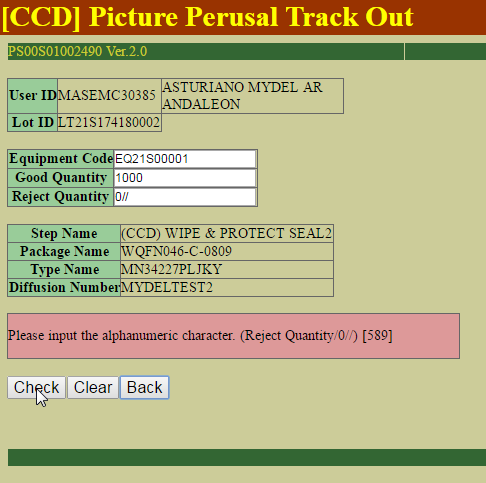 [CCD] Picture Perusal Track Out
PS00S01002490 Ver.2.0
User ID MASEMC30385 ASTURIANO MYDEL AR
ANDALEON
Lot ID LT21S174180002
Equipment Code EQ21S00001
Good Quantity 1000
Reject Quantity 0//
Step Name (CCD) WIPE & PROTECT SEAL2
Package Name WQFN046-C-0809
Type Name MN34227PLJKY
Diffusion Number MYDELTEST2
Please input the alphanumeric character. (Reject Quantity/0//) [589]
Check Clear Back